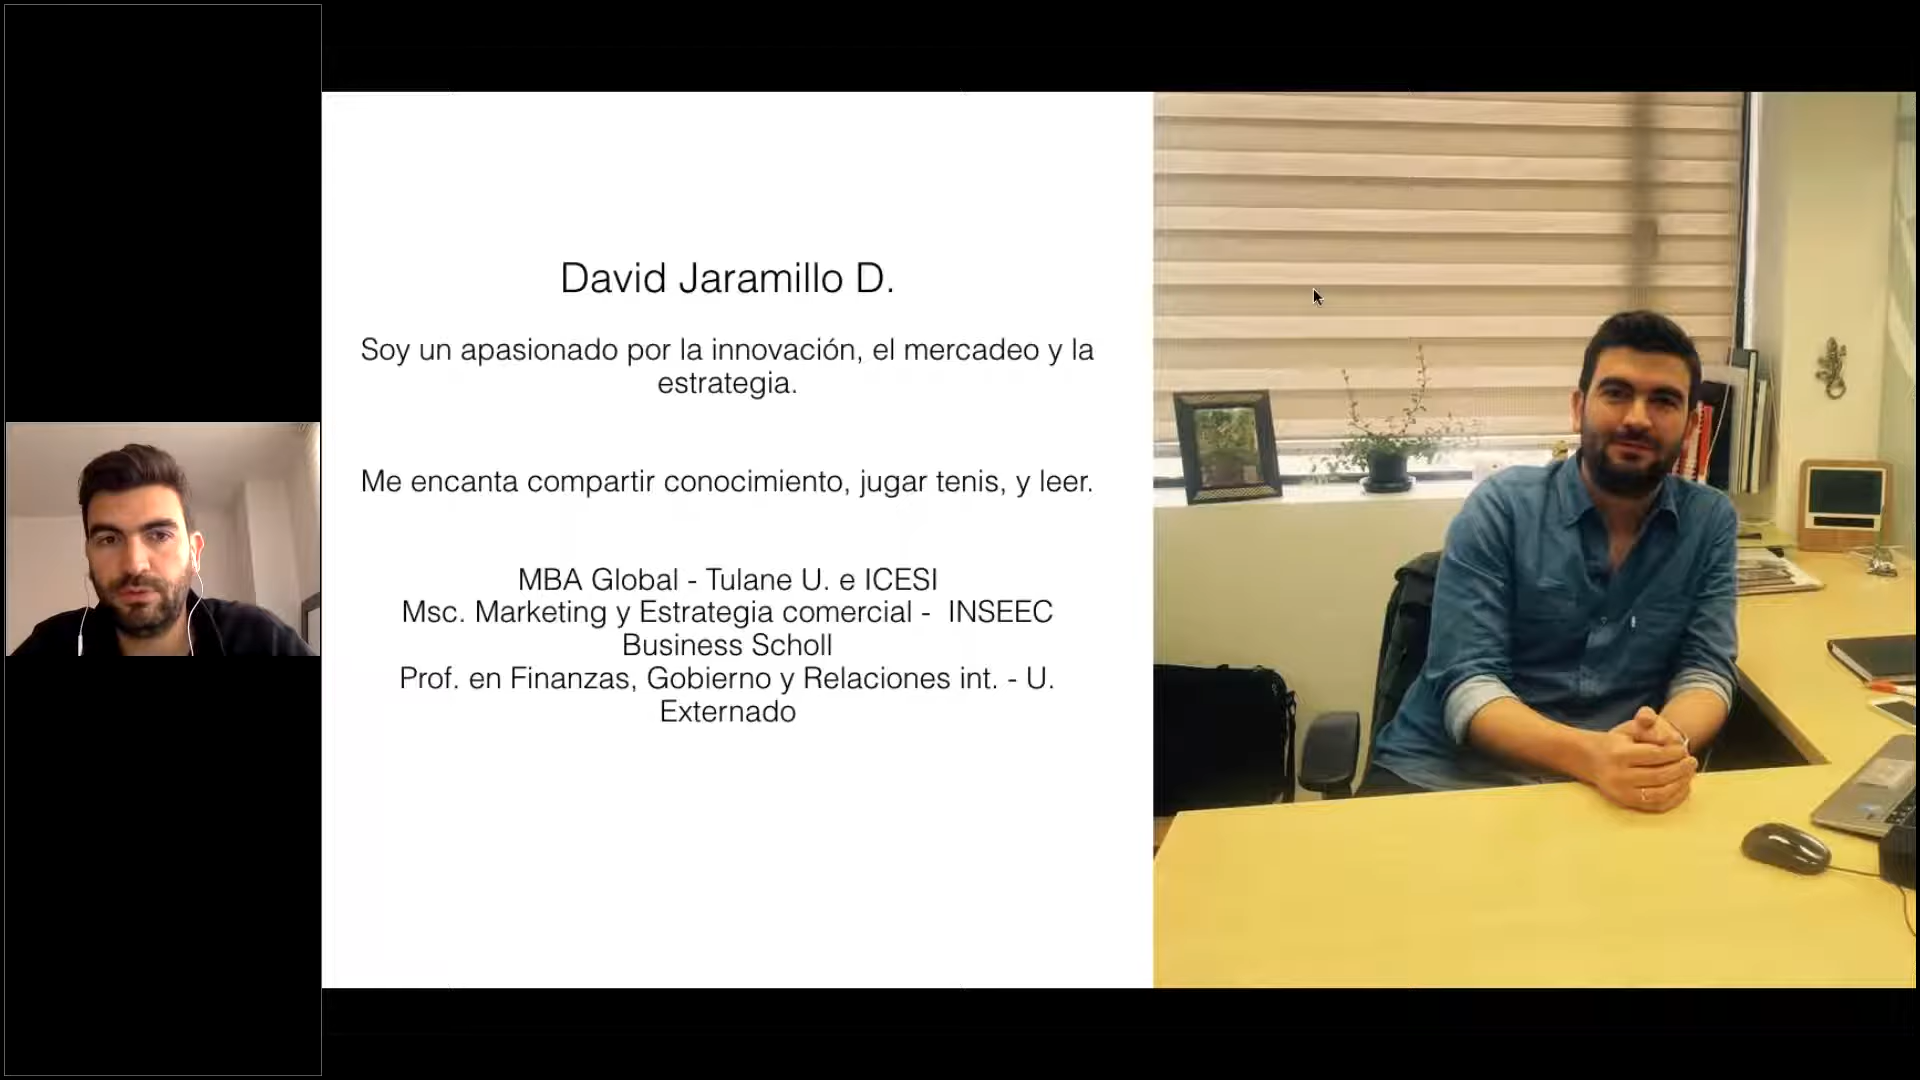 David Jaramillo D.
Soy un apasionado por la innovación, el mercadeo y la
estrategia.
Me encanta compartir conocimiento, jugar tenis, y leer.
MBA Global - Tulane U. e ICESI
Msc. Marketing y Estrategia comercial -  INSEEC
Business Scholl
Prof. en Finanzas, Gobierno y Relaciones int. - U.
Externado